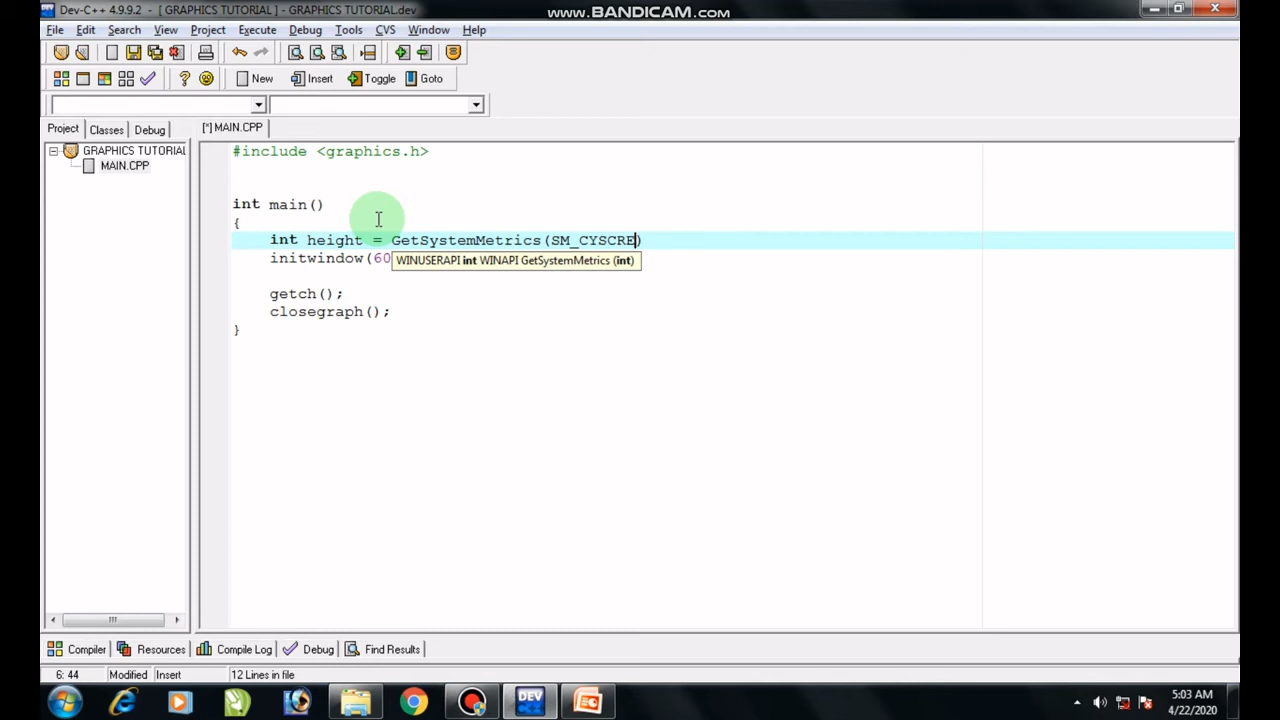 Dev-C++ 4.9.9.2 - [ GRAPHICS TUTORIAL ] - GRAPHICS TUTORIAL.dev
www.BANDICAM.com
File Edit Search View Project Execute Debug Tools CVS Window Help
New Insert Toggle Goto
Project Classes Debug
[*] MAIN.CPP
GRAPHICS TUTORIAL
MAIN.CPP
#include <graphics.h>
int main()
{
int height = GetSystemMetrics(SM_CYSCRE)
initwindow(60
WINUSERAPI int WINAPI GetSystemMetrics (int)
getch();
closegraph();
}
Compiler Resources Compile Log Debug Find Results
6: 44 Modified Insert 12 Lines in file
DEV
5:03 AM
4/22/2020